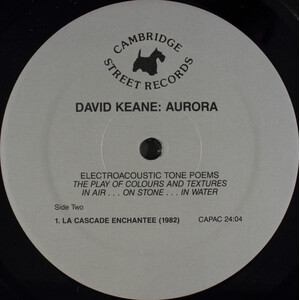 CAMBRIDGE
STREET RECORDS
DAVID KEANE: AURORA
ELECTROACOUSTIC TONE POEMS
THE PLAY OF COLOURS AND TEXTURES
IN AIR . . . ON STONE . . . IN WATER
Side Two
1. LA CASCADE ENCHANTEE (1982) CAPAC 24:04